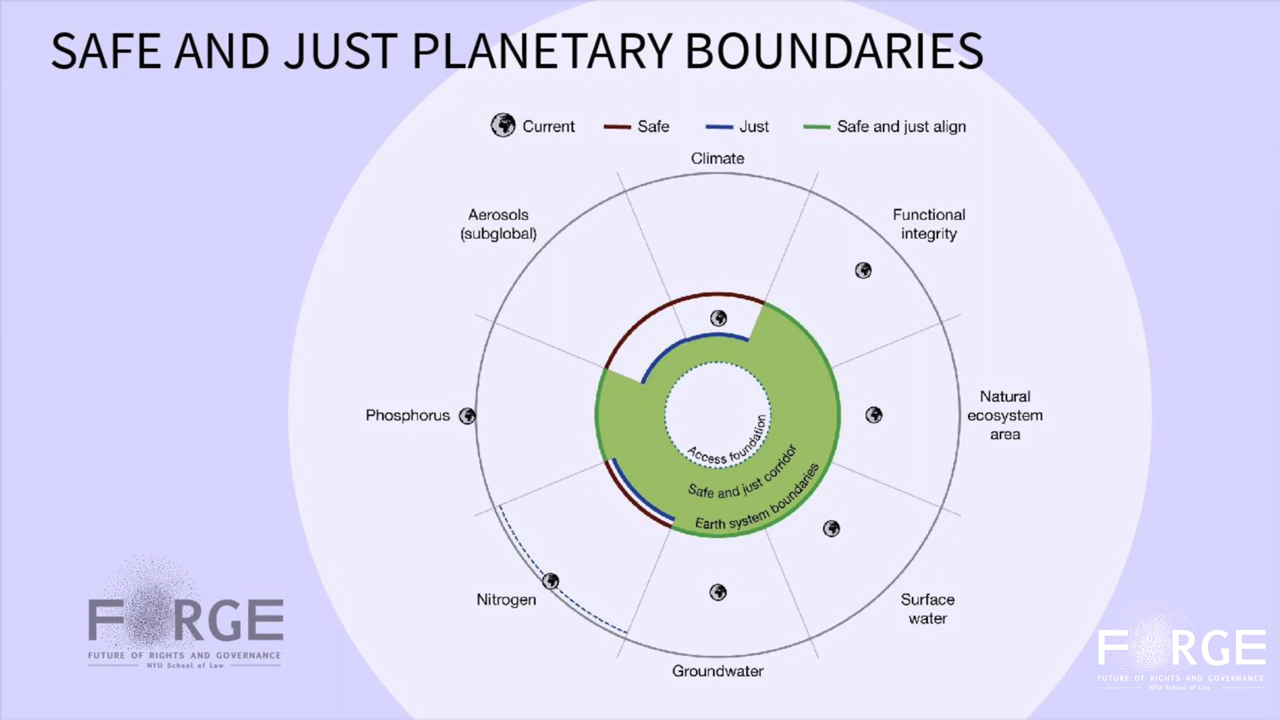 SAFE AND JUST PLANETARY BOUNDARIES
Current
Safe
Just
Safe and just align
Climate
Aerosols
(subglobal)
Functional
integrity
Phosphorus
Natural
ecosystem
area
Access foundation
Safe and just corridor
Earth system boundaries
Nitrogen
Surface
water
Groundwater
FORGE
FUTURE OF RIGHTS AND GOVERNANCE
NYU School of Law
FORGE
FUTURE OF RIGHTS AND GOVERNANCE
NYU School of Law